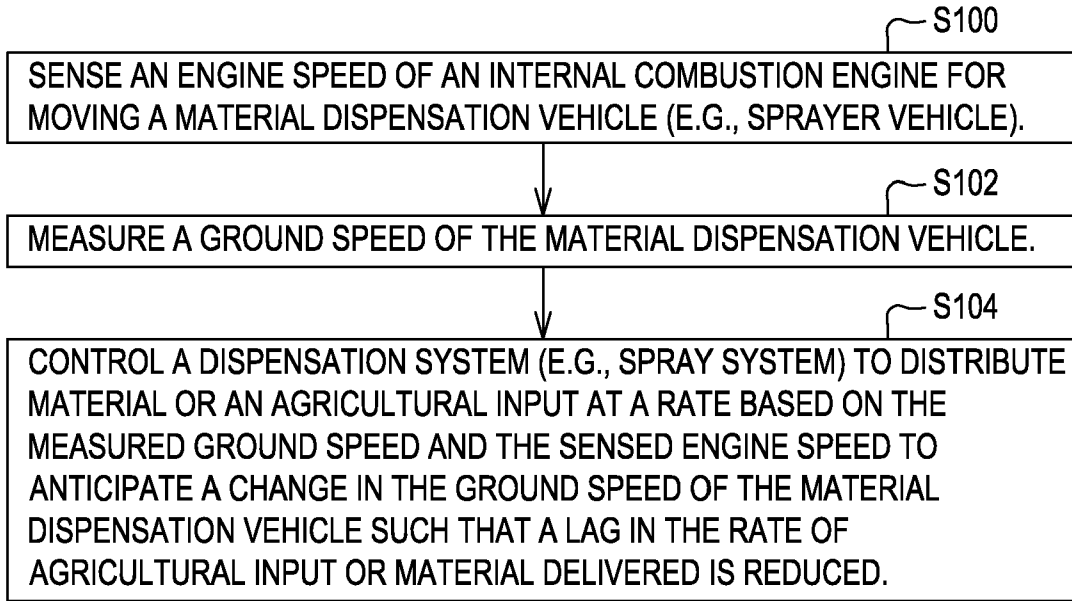 S100
SENSE AN ENGINE SPEED OF AN INTERNAL COMBUSTION ENGINE FOR
MOVING A MATERIAL DISPENSATION VEHICLE (E.G., SPRAYER VEHICLE).
S102
MEASURE A GROUND SPEED OF THE MATERIAL DISPENSATION VEHICLE.
S104
CONTROL A DISPENSATION SYSTEM (E.G., SPRAY SYSTEM) TO DISTRIBUTE
MATERIAL OR AN AGRICULTURAL INPUT AT A RATE BASED ON THE
MEASURED GROUND SPEED AND THE SENSED ENGINE SPEED TO
ANTICIPATE A CHANGE IN THE GROUND SPEED OF THE MATERIAL
DISPENSATION VEHICLE SUCH THAT A LAG IN THE RATE OF
AGRICULTURAL INPUT OR MATERIAL DELIVERED IS REDUCED.